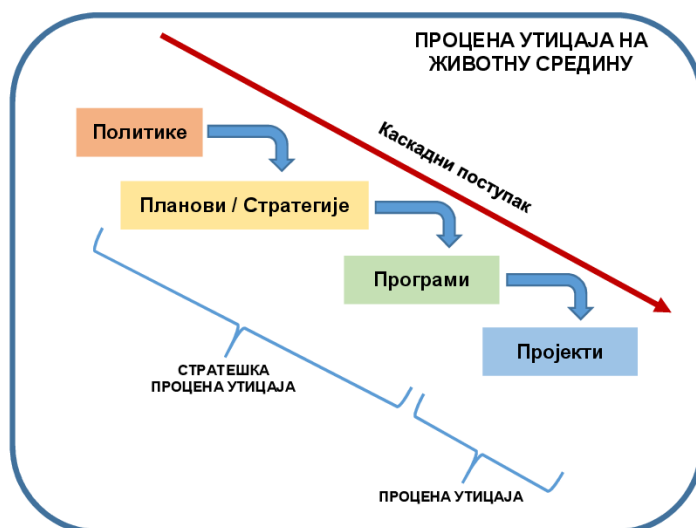 ПРОЦЕНА УТИЦАЈА НА
ЖИВОТНУ СРЕДИНУ
Каскадни поступак
Политике
Планови / Стратегије
Програми
Пројекти
СТРАТЕШКА
ПРОЦЕНА УТИЦАЈА
ПРОЦЕНА УТИЦАЈА